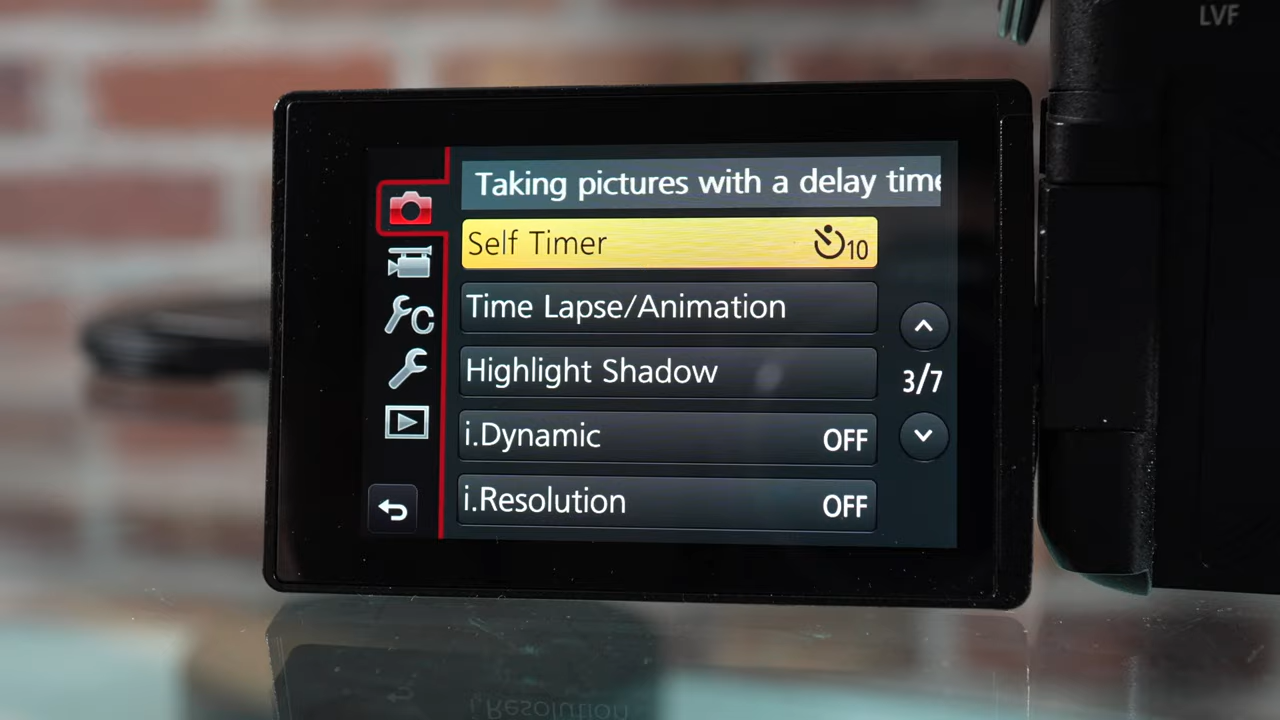 LVF
Taking pictures with a delay time
Self Timer 10
Time Lapse/Animation
Highlight Shadow
3/7
i.Dynamic OFF
i.Resolution OFF
C
i.Resolution